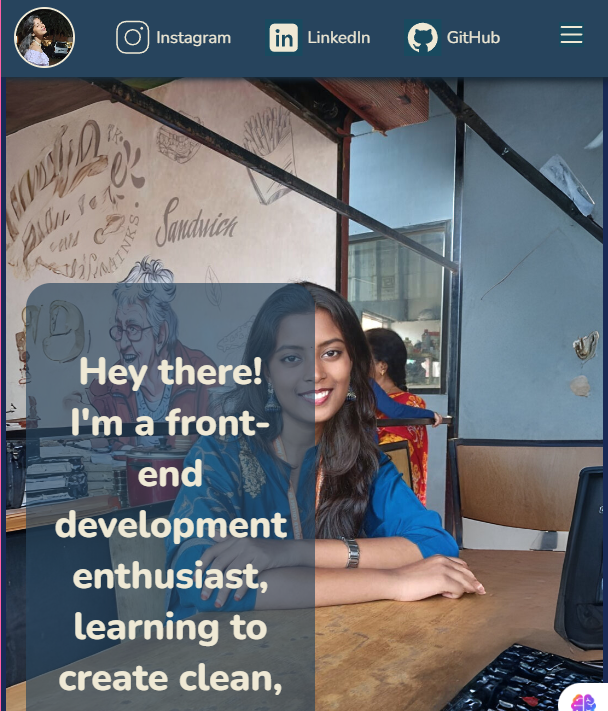 Instagram
LinkedIn
GitHub
Sandwich
Hey there!
I'm a front-
end
development
enthusiast,
learning to
create clean,